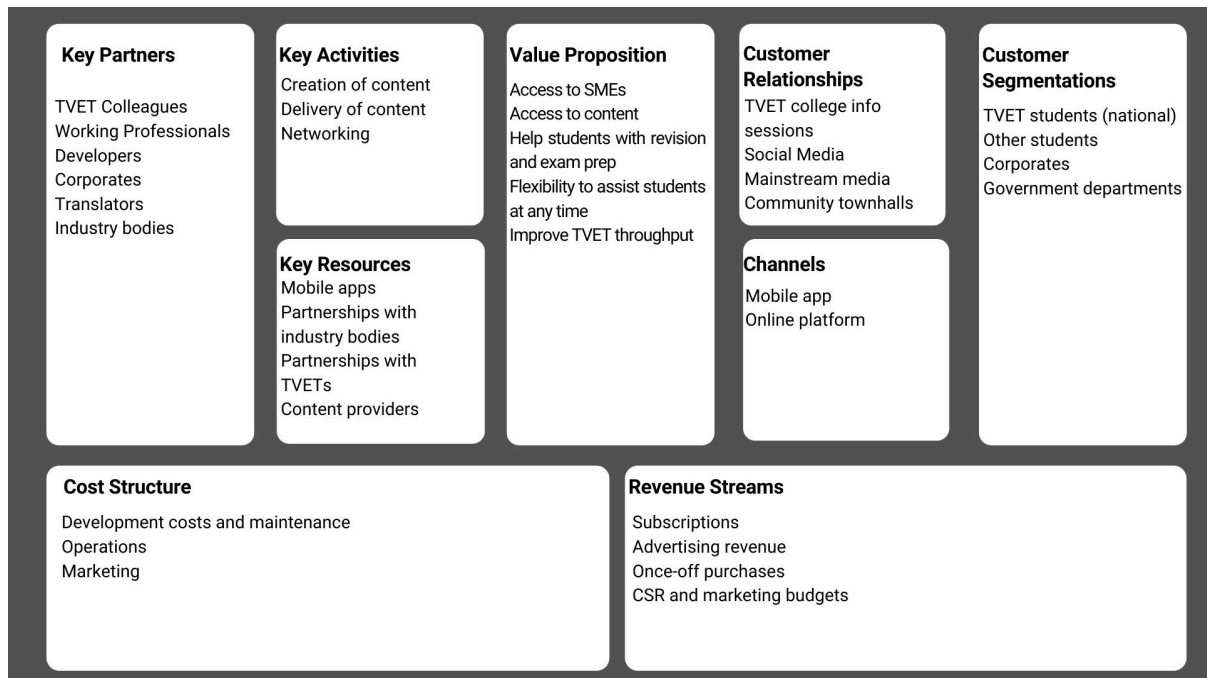 Key Partners
TVET Colleagues
Working Professionals
Developers
Corporates
Translators
Industry bodies
Key Activities
Creation of content
Delivery of content
Networking
Key Resources
Mobile apps
Partnerships with
industry bodies
Partnerships with
TVETs
Content providers
Value Proposition
Access to SMEs
Access to content
Help students with revision
and exam prep
Flexibility to assist students
at any time
Improve TVET throughput
Customer
Relationships
TVET college info
sessions
Social Media
Mainstream media
Community townhalls
Channels
Mobile app
Online platform
Customer
Segmentations
TVET students (national)
Other students
Corporates
Government departments
Cost Structure
Development costs and maintenance
Operations
Marketing
Revenue Streams
Subscriptions
Advertising revenue
Once-off purchases
CSR and marketing budgets